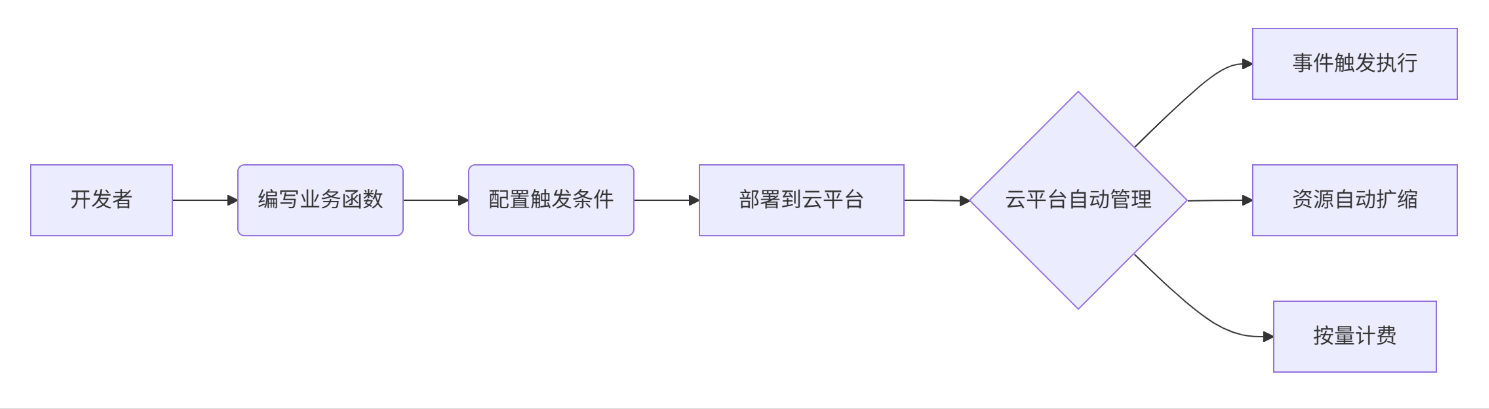 开发者
编写业务函数
配置触发条件
部署到云平台
云平台自动管理
事件触发执行
资源自动扩缩
按量计费